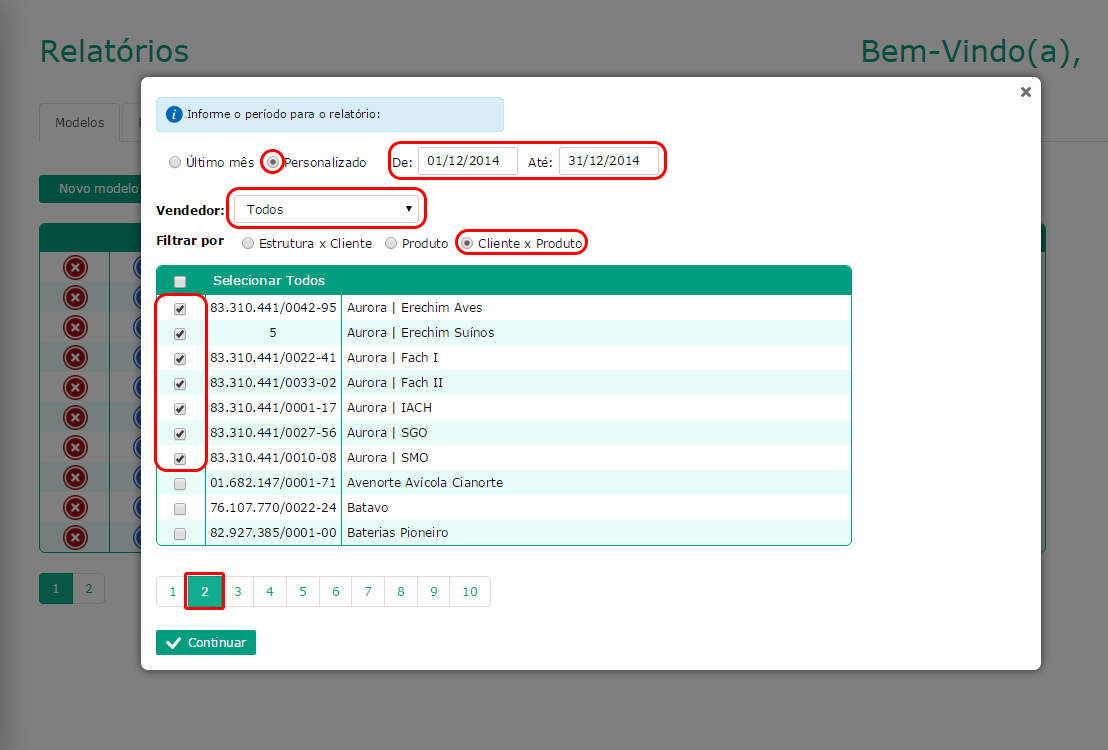 Relatórios
Bem-Vindo(a),
Modelos
Informe o período para o relatório:
Último mês Personalizado De: 01/12/2014 Até: 31/12/2014
Novo modelo
Vendedor: Todos
Filtrar por Estrutura x Cliente Produto Cliente x Produto
Selecionar Todos
83.310.441/0042-95 Aurora | Erechim Aves
5 Aurora | Erechim Suínos
83.310.441/0022-41 Aurora | Fach I
83.310.441/0033-02 Aurora | Fach II
83.310.441/0001-17 Aurora | IACH
83.310.441/0027-56 Aurora | SGO
83.310.441/0010-08 Aurora | SMO
01.682.147/0001-71 Avenorte Avícola Cianorte
76.107.770/0022-24 Batavo
82.927.385/0001-00 Baterias Pioneiro
1 2
1 2 3 4 5 6 7 8 9 10
Continuar